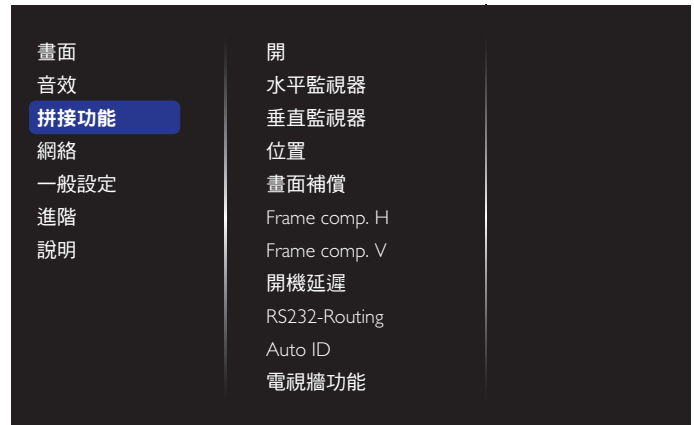 畫面
音效
拼接功能
網絡
一般設定
進階
說明
開
水平監視器
垂直監視器
位置
畫面補償
Frame comp. H
Frame comp. V
開機延遲
RS232-Routing
Auto ID
電視牆功能